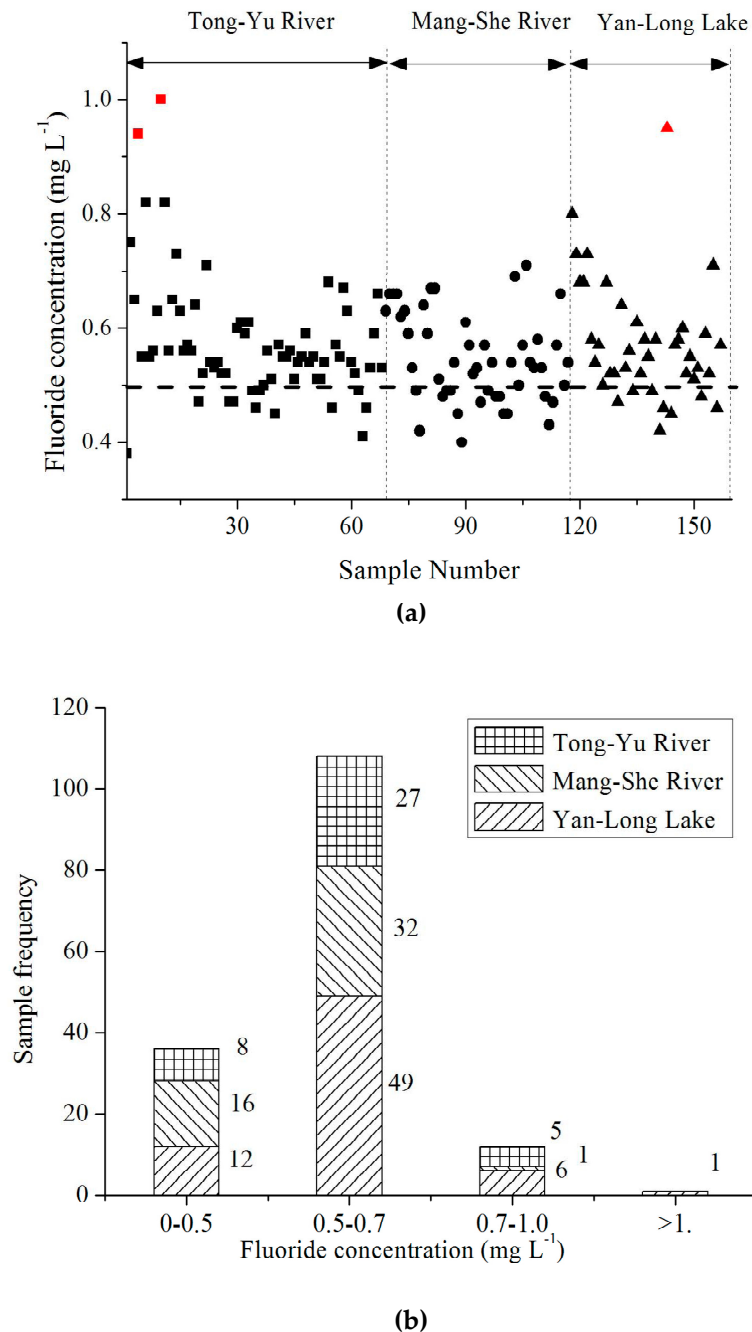 Tong-Yu River Mang-She River Yan-Long Lake
Fluoride concentration (mg L⁻¹)
1.0
0.8
0.6
0.4
30 60 90 120 150
Sample Number
(a)
Sample frequency
120
100
80
60
40
20
0
Tong-Yu River
Mang-She River
Yan-Long Lake
8
16
12
27
32
49
5
1
6
1
0-0.5 0.5-0.7 0.7-1.0 >1.
Fluoride concentration (mg L⁻¹)
(b)